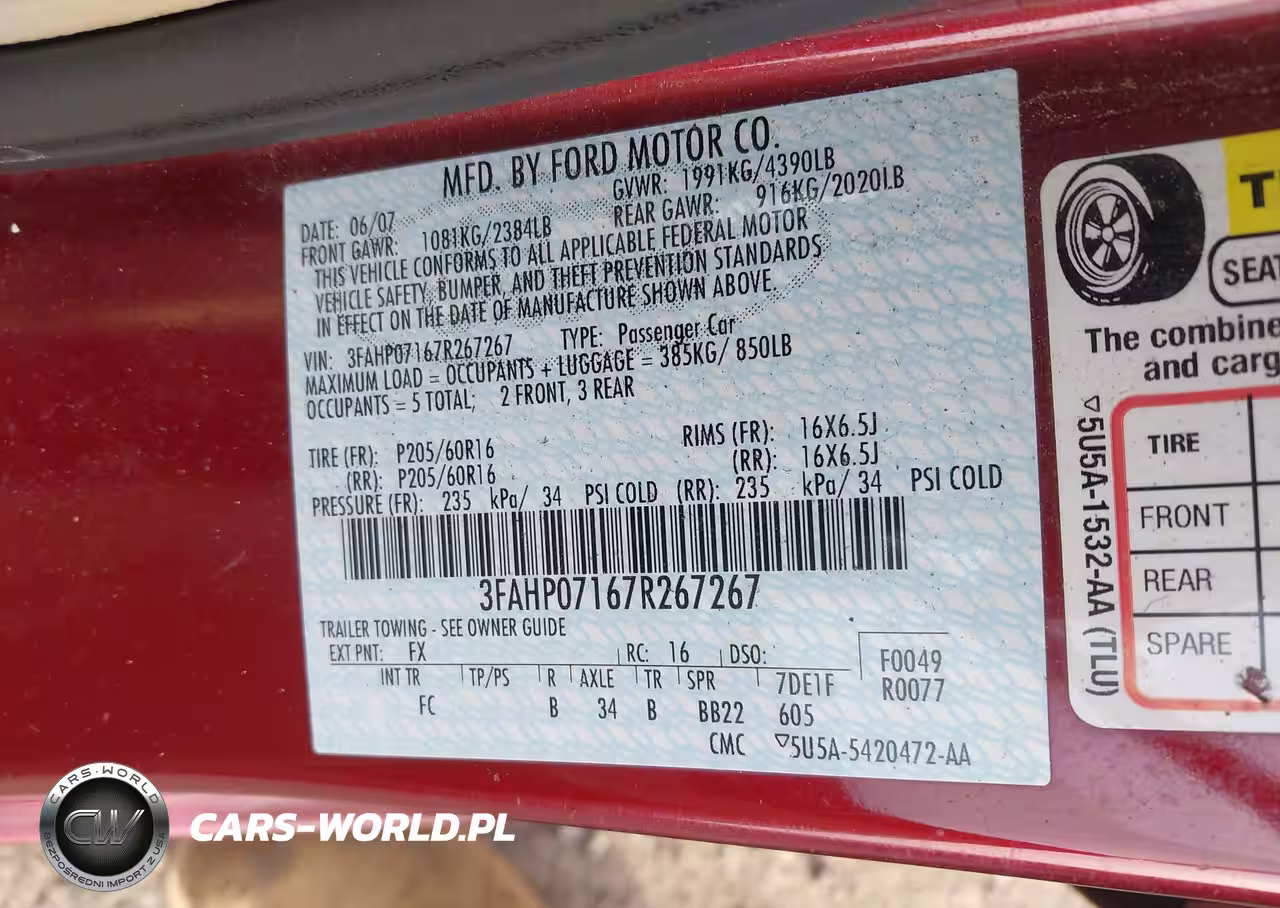 MFD. BY FORD MOTOR CO.
DATE: 06/07 GVWR: 1991KG/4390LB
FRONT GAWR: 1081KG/2384LB REAR GAWR: 916KG/2020LB
THIS VEHICLE CONFORMS TO ALL APPLICABLE FEDERAL MOTOR
VEHICLE SAFETY, BUMPER, AND THEFT PREVENTION STANDARDS
IN EFFECT ON THE DATE OF MANUFACTURE SHOWN ABOVE.
VIN: 3FAHP07167R267267 TYPE: Passenger Car
MAXIMUM LOAD = OCCUPANTS + LUGGAGE = 385KG/ 850LB
OCCUPANTS = 5 TOTAL; 2 FRONT, 3 REAR
TIRE (FR): P205/60R16 RIMS (FR): 16X6.5J
(RR): P205/60R16 (RR): 16X6.5J
PRESSURE (FR): 235 kPa/ 34 PSI COLD (RR): 235 kPa/ 34 PSI COLD
3FAHP07167R267267
TRAILER TOWING - SEE OWNER GUIDE
EXT PNT: FX RC: 16 DSO: F0049
INT TR TP/PS R AXLE TR SPR 7DE1F R0077
FC B 34 B BB22 605
CMC ▽5U5A-5420472-AA
T
SEAT
The combine
and carg
▽5U5A-1532-AA (TLU)
TIRE
FRONT
REAR
SPARE
CARS-WORLD
CW
BEZPOŚREDNI IMPORT Z USA
CARS-WORLD.PL